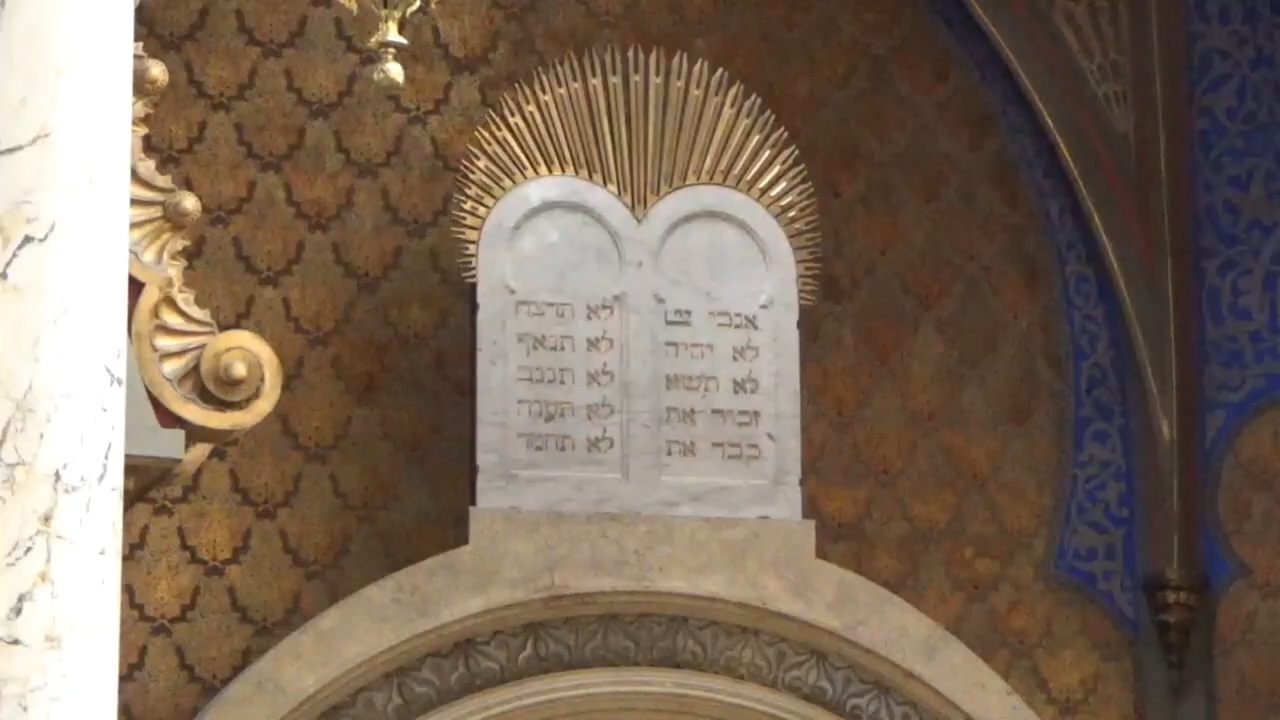 אנכי ייי
לא יהיה
לא תשא
זכור את
כבד את
לא תרצח
לא תנאף
לא תגנב
לא תענה
לא תחמד